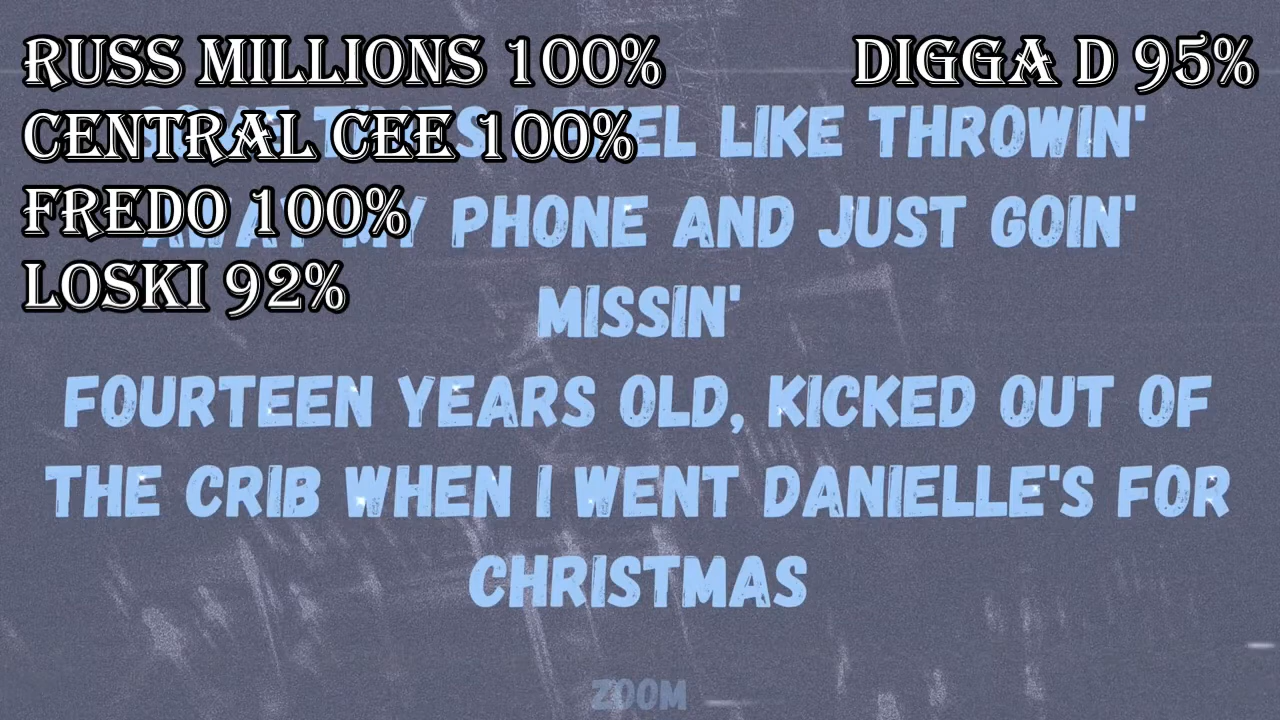 RUSS MILLIONS 100%
DIGGA D 95%
CENTRAL CEE 100%
FREDO 100%
LOSKI 92%
LIKE THROWIN'
MY PHONE AND JUST GOIN'
MISSIN'
FOURTEEN YEARS OLD, KICKED OUT OF
THE CRIB WHEN I WENT DANIELLE'S FOR
CHRISTMAS
ZOOM